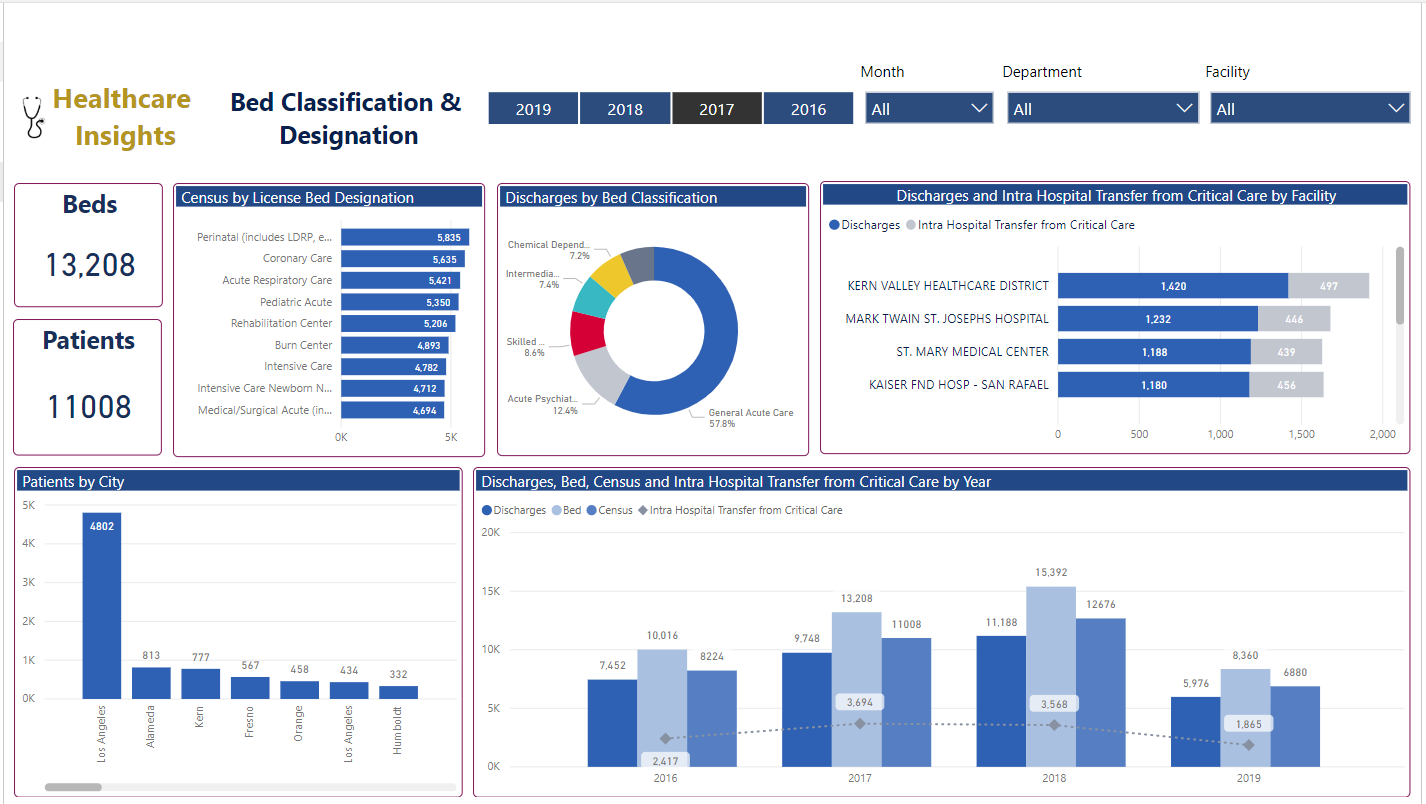 Month
Department
Facility
Healthcare
Insights
Bed Classification &
Designation
2019
2018
2017
2016
All
All
All
Beds
13,208
Patients
11008
Census by License Bed Designation
Perinatal (includes LDRP, e...
5,835
Coronary Care
5,635
Acute Respiratory Care
5,421
Pediatric Acute
5,350
Rehabilitation Center
5,206
Burn Center
4,893
Intensive Care
4,782
Intensive Care Newborn N...
4,712
Medical/Surgical Acute (in...
4,694
0K
5K
Discharges by Bed Classification
Chemical Depend...
7.2%
Intermedia...
7.4%
Skilled ...
8.6%
Acute Psychiat...
12.4%
General Acute Care
57.8%
Discharges and Intra Hospital Transfer from Critical Care by Facility
Discharges
Intra Hospital Transfer from Critical Care
KERN VALLEY HEALTHCARE DISTRICT
1,420
497
MARK TWAIN ST. JOSEPHS HOSPITAL
1,232
446
ST. MARY MEDICAL CENTER
1,188
439
KAISER FND HOSP - SAN RAFAEL
1,180
456
0
500
1,000
1,500
2,000
Patients by City
5K
4K
3K
2K
1K
0K
4802
813
777
567
458
434
332
Los Angeles
Alameda
Kern
Fresno
Orange
Los Angeles
Humboldt
Discharges, Bed, Census and Intra Hospital Transfer from Critical Care by Year
Discharges
Bed
Census
Intra Hospital Transfer from Critical Care
20K
15K
10K
5K
0K
7,452
10,016
8224
2,417
9,748
13,208
11008
3,694
11,188
15,392
12676
3,568
5,976
8,360
6880
1,865
2016
2017
2018
2019